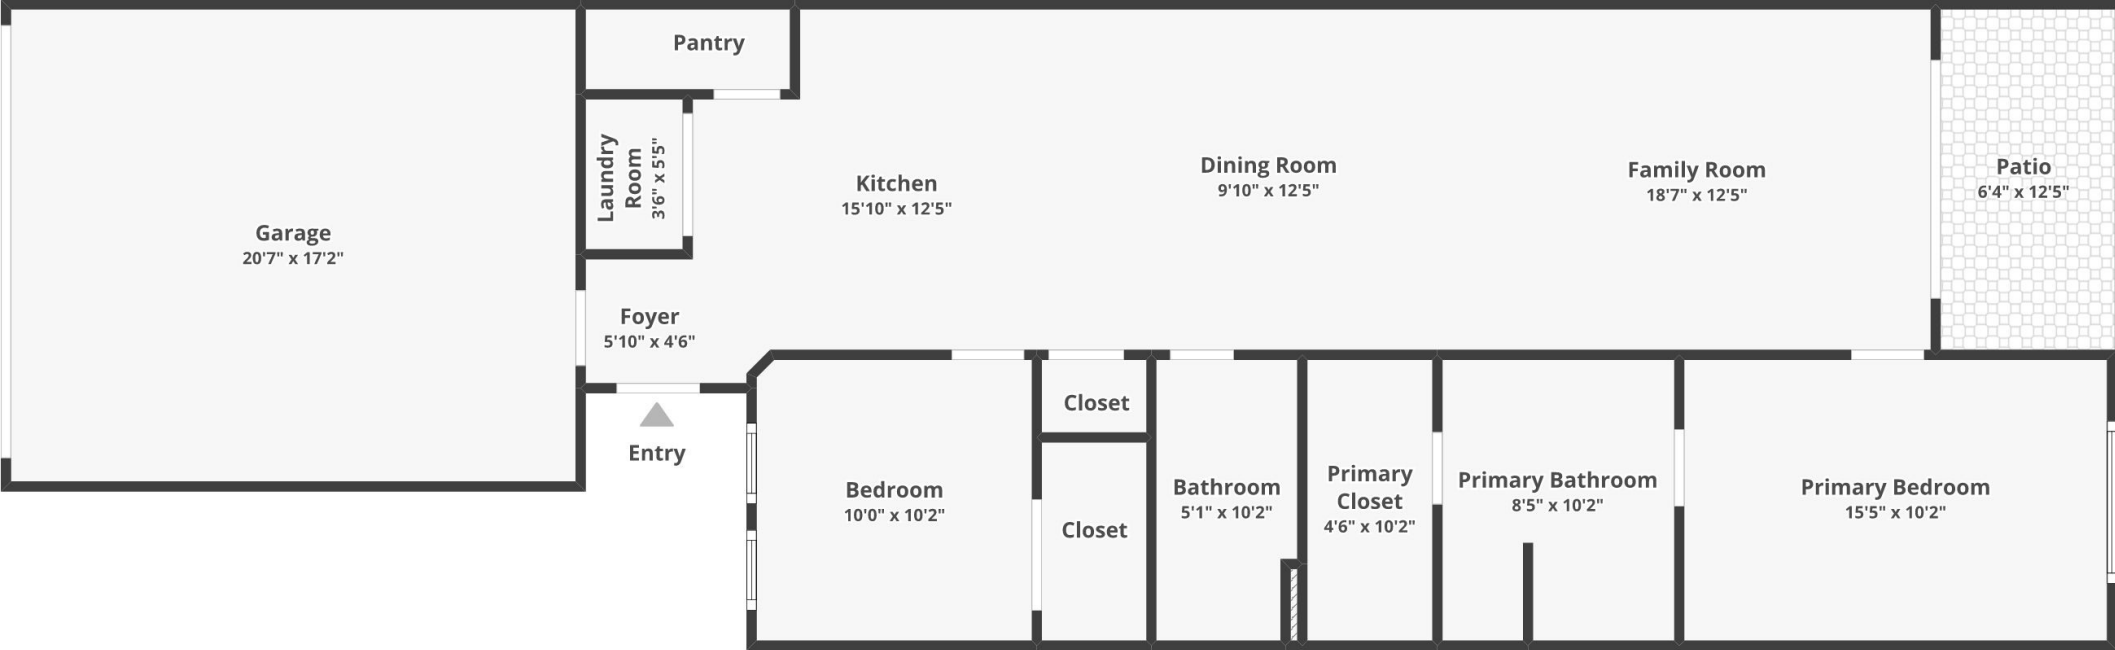 Pantry
Laundry
Room
3'6" x 5'5"
Garage
20'7" x 17'2"
Kitchen
15'10" x 12'5"
Dining Room
9'10" x 12'5"
Family Room
18'7" x 12'5"
Patio
6'4" x 12'5"
Foyer
5'10" x 4'6"
Entry
Closet
Bedroom
10'0" x 10'2"
Closet
Bathroom
5'1" x 10'2"
Primary
Closet
4'6" x 10'2"
Primary Bathroom
8'5" x 10'2"
Primary Bedroom
15'5" x 10'2"